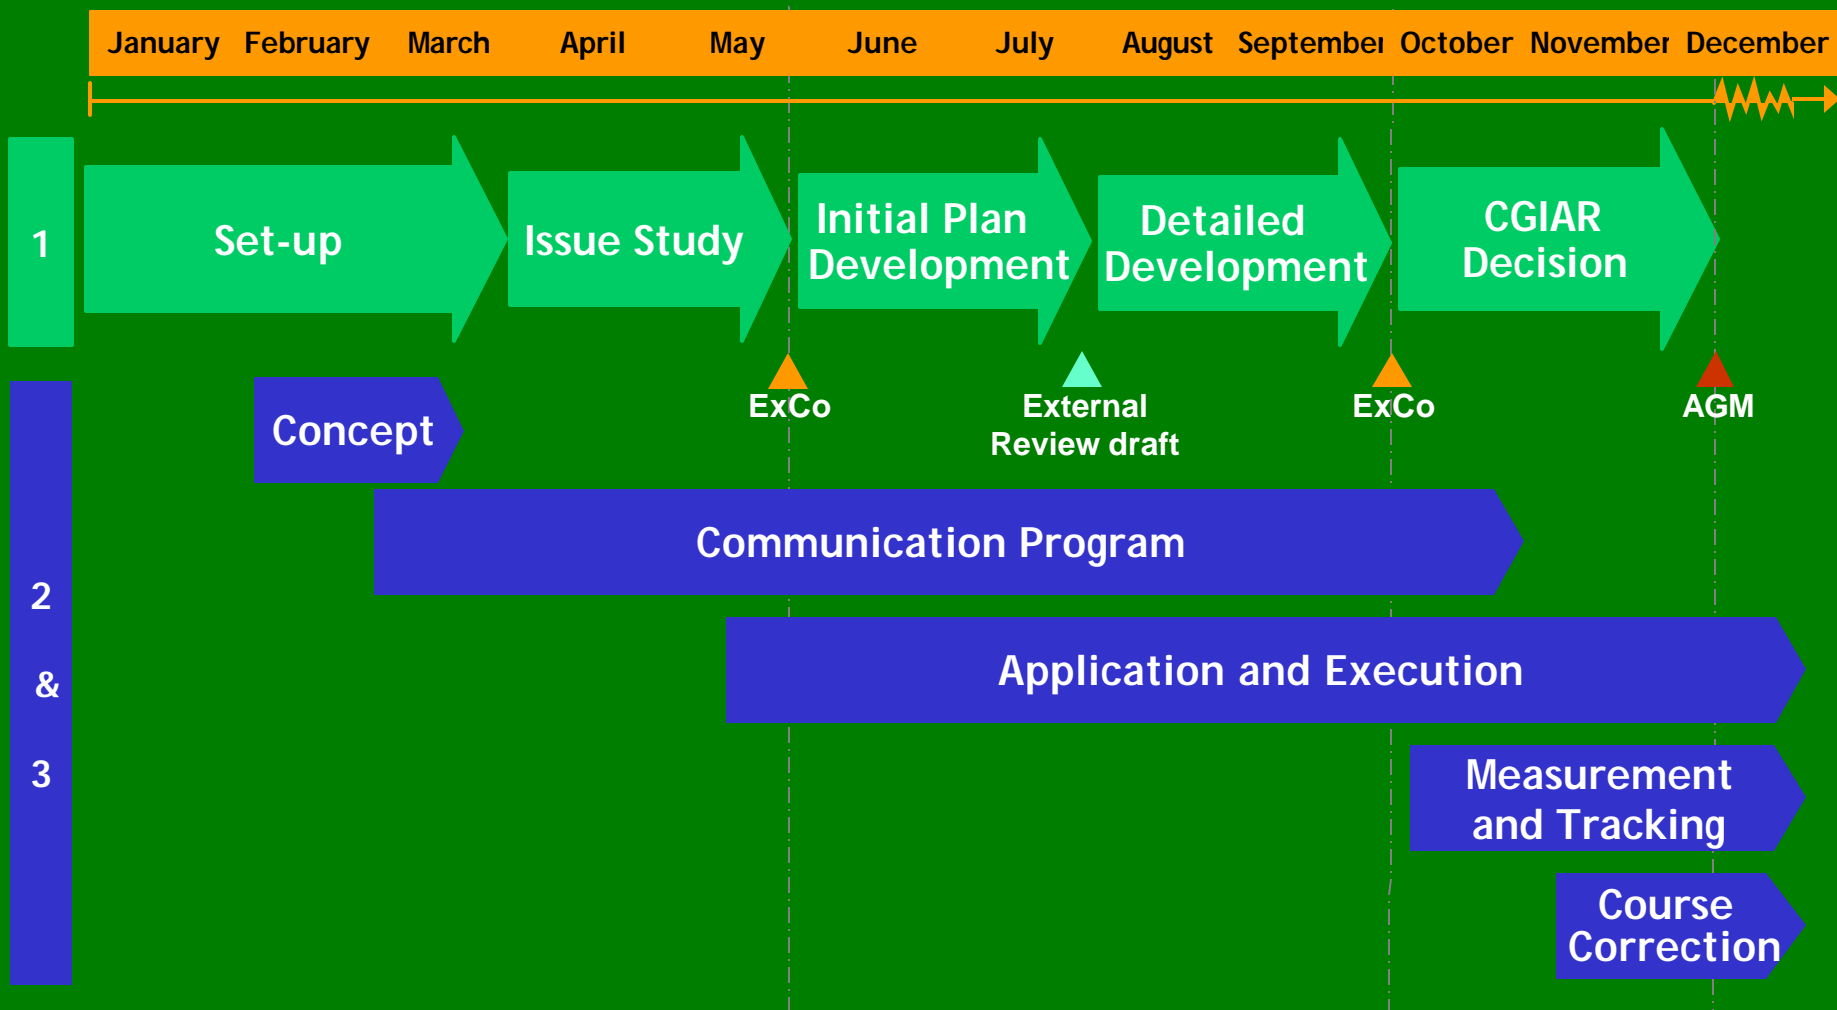 January February March April May June July August September October November December
1
Set-up
Issue Study
Initial Plan
Development
Detailed
Development
CGIAR
Decision
ExCo
External
Review draft
ExCo
AGM
2
&
3
Concept
Communication Program
Application and Execution
Measurement
and Tracking
Course
Correction